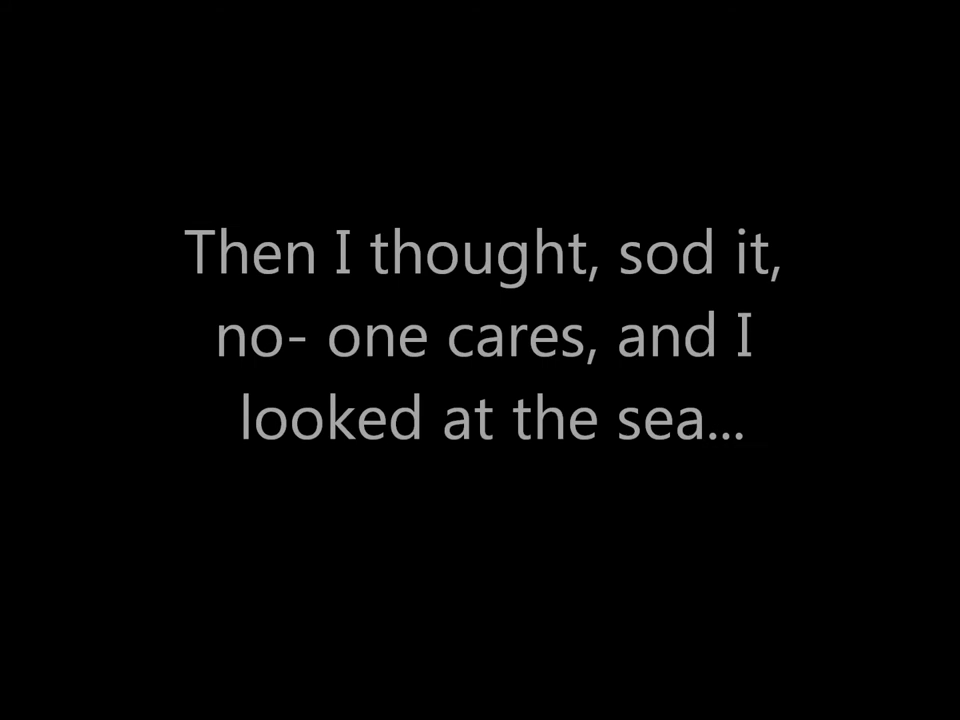 Then I thought, sod it,
no- one cares, and I
looked at the sea...